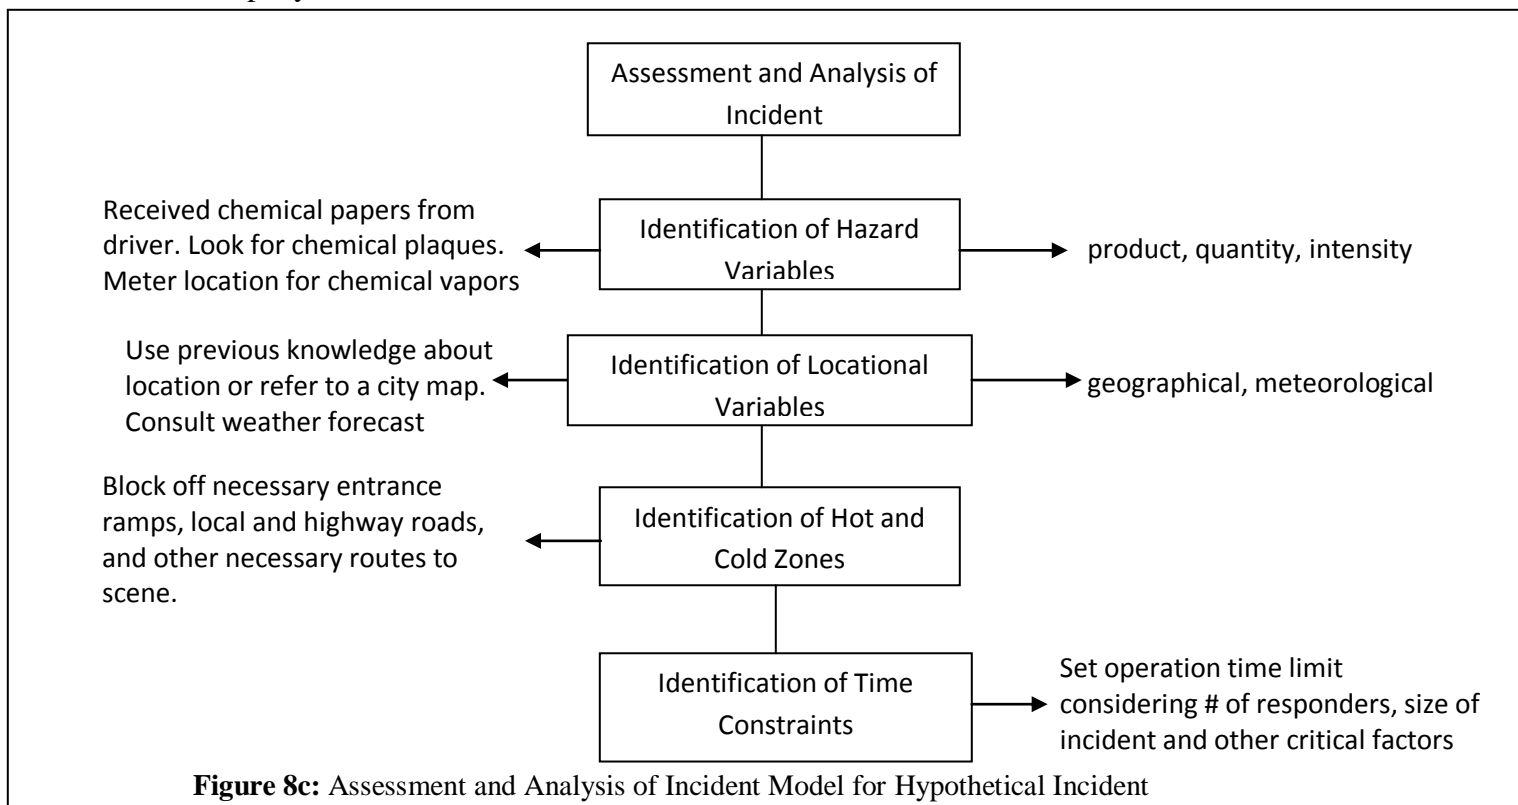 Assessment and Analysis of
Incident
Received chemical papers from
driver. Look for chemical plaques.
Meter location for chemical vapors
Identification of Hazard
Variables
product, quantity, intensity
Use previous knowledge about
location or refer to a city map.
Consult weather forecast
Identification of Locational
Variables
geographical, meteorological
Block off necessary entrance
ramps, local and highway roads,
and other necessary routes to
scene.
Identification of Hot and
Cold Zones
Identification of Time
Constraints
Set operation time limit
considering # of responders, size of
incident and other critical factors
Figure 8c: Assessment and Analysis of Incident Model for Hypothetical Incident